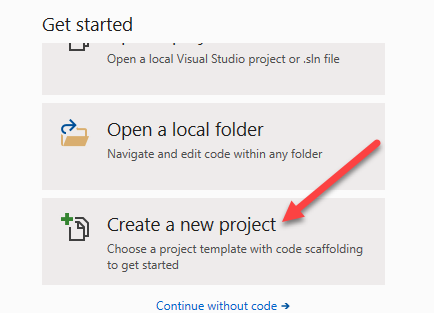 Get started
Open a local Visual Studio project or .sln file
Open a local folder
Navigate and edit code within any folder
Create a new project
Choose a project template with code scaffolding
to get started
Continue without code →